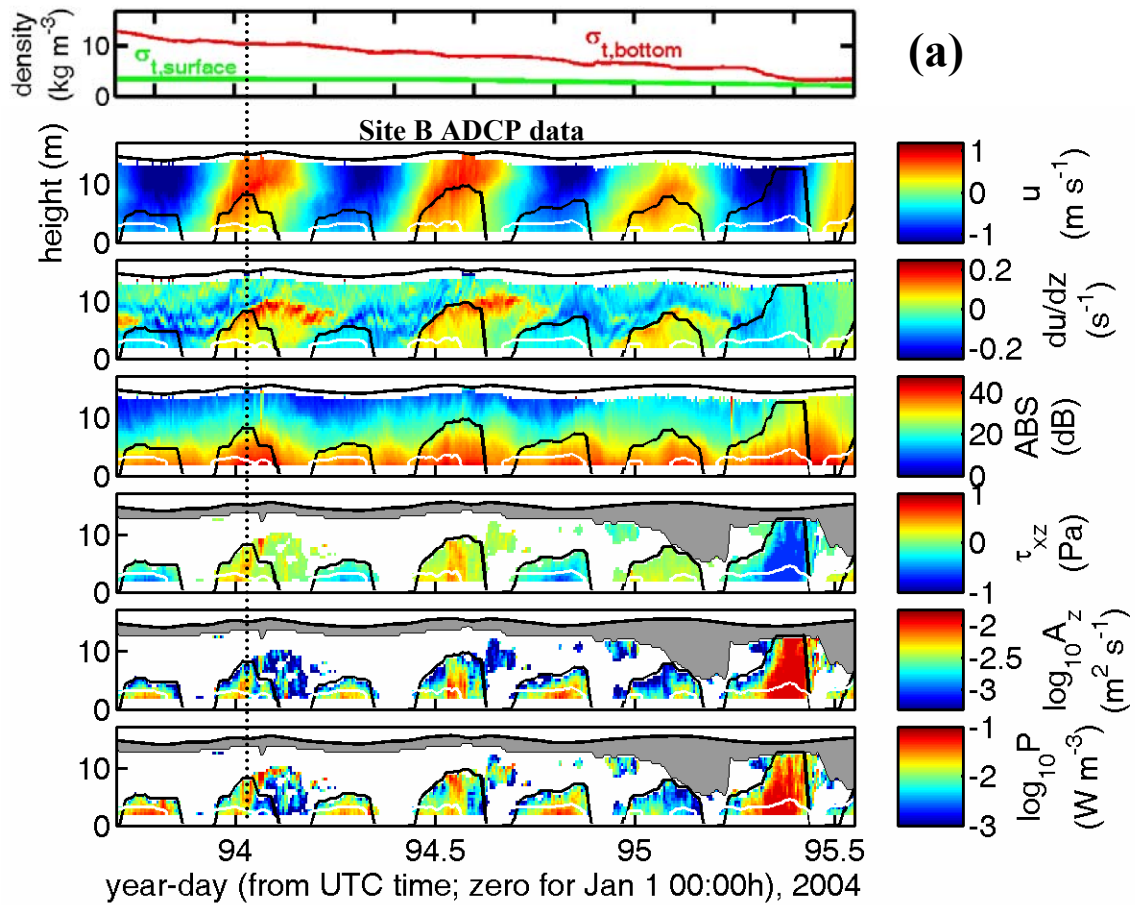 density
(kg m-3)
10
0
σt,surface
σt,bottom
(a)
Site B ADCP data
height (m)
10
0
1
0
-1
u
(m s-1)
10
0
0.2
0
-0.2
du/dz
(s-1)
10
0
40
20
0
ABS
(dB)
10
0
1
0
-1
τxz
(Pa)
10
0
-2
-2.5
-3
log10Az
(m2 s-1)
10
0
-1
-2
-3
log10P
(W m-3)
94 94.5 95 95.5
year-day (from UTC time; zero for Jan 1 00:00h), 2004